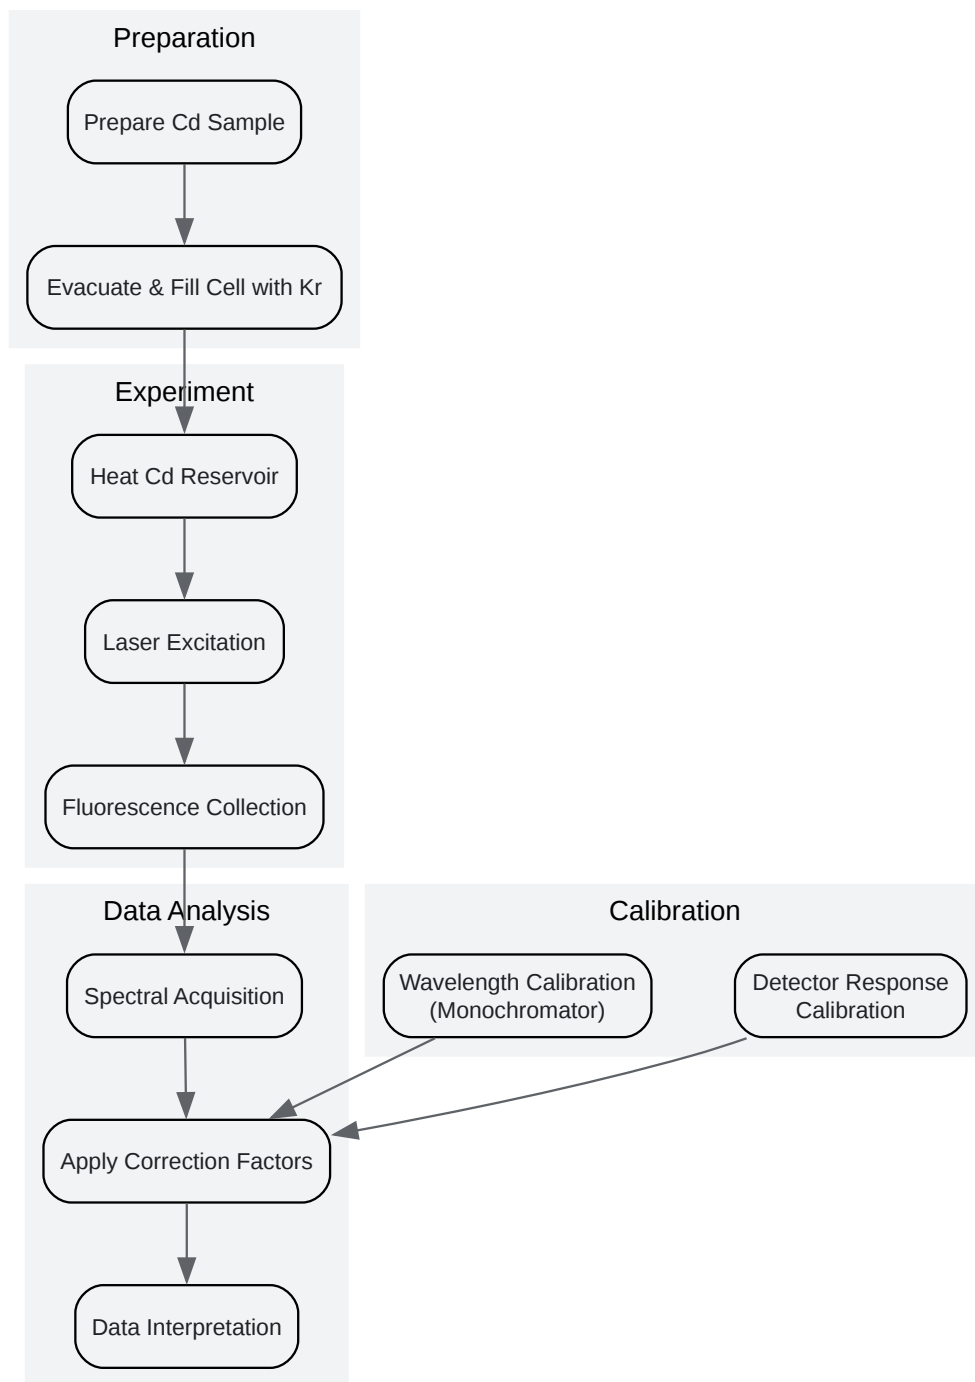 Preparation
Prepare Cd Sample
Evacuate & Fill Cell with Kr
Experiment
Heat Cd Reservoir
Laser Excitation
Fluorescence Collection
Data Analysis
Spectral Acquisition
Apply Correction Factors
Data Interpretation
Calibration
Wavelength Calibration
(Monochromator)
Detector Response
Calibration